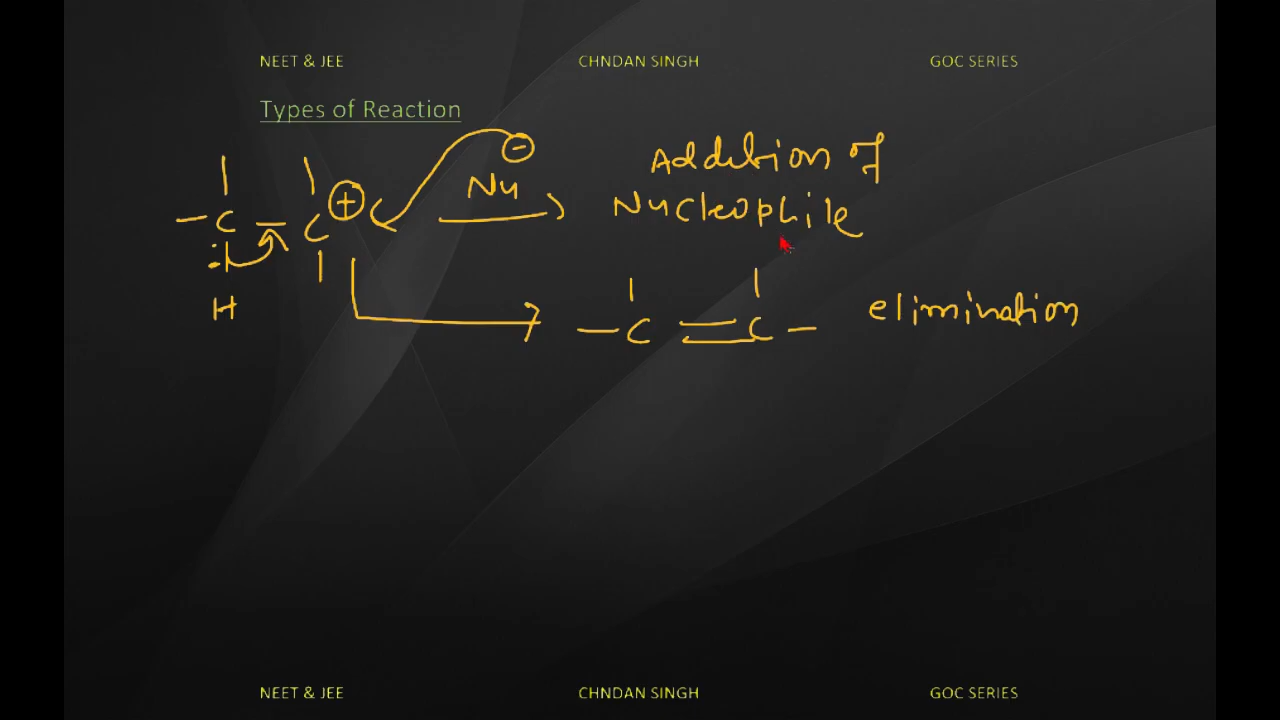 NEET & JEE CHNDAN SINGH GOC SERIES
Types of Reaction
Addition of
Nu Nucleophile
− C − C + −
H
− C = C − elimination
NEET & JEE CHNDAN SINGH GOC SERIES